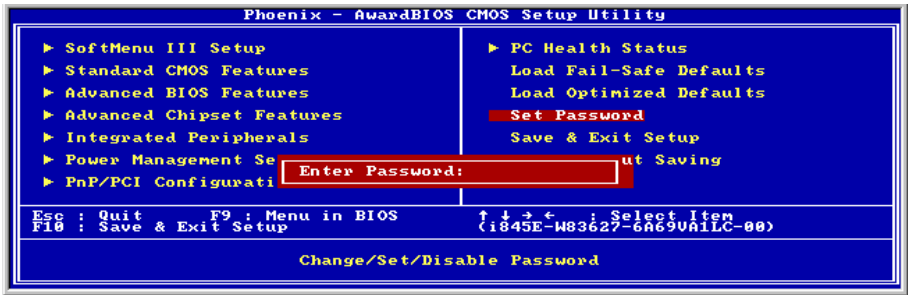 Phoenix - AwardBIOS CMOS Setup Utility
► SoftMenu III Setup
► Standard CMOS Features
► Advanced BIOS Features
► Advanced Chipset Features
► Integrated Peripherals
► Power Management Se
► PnP/PCI Configurati
► PC Health Status
Load Fail-Safe Defaults
Load Optimized Defaults
Set Password
Save & Exit Setup
ut Saving
Enter Password:
Esc : Quit F9 : Menu in BIOS ↑ ↓ → ← : Select Item
F10 : Save & Exit Setup (i845E-W83627-6A69VA1LC-00)
Change/Set/Disable Password